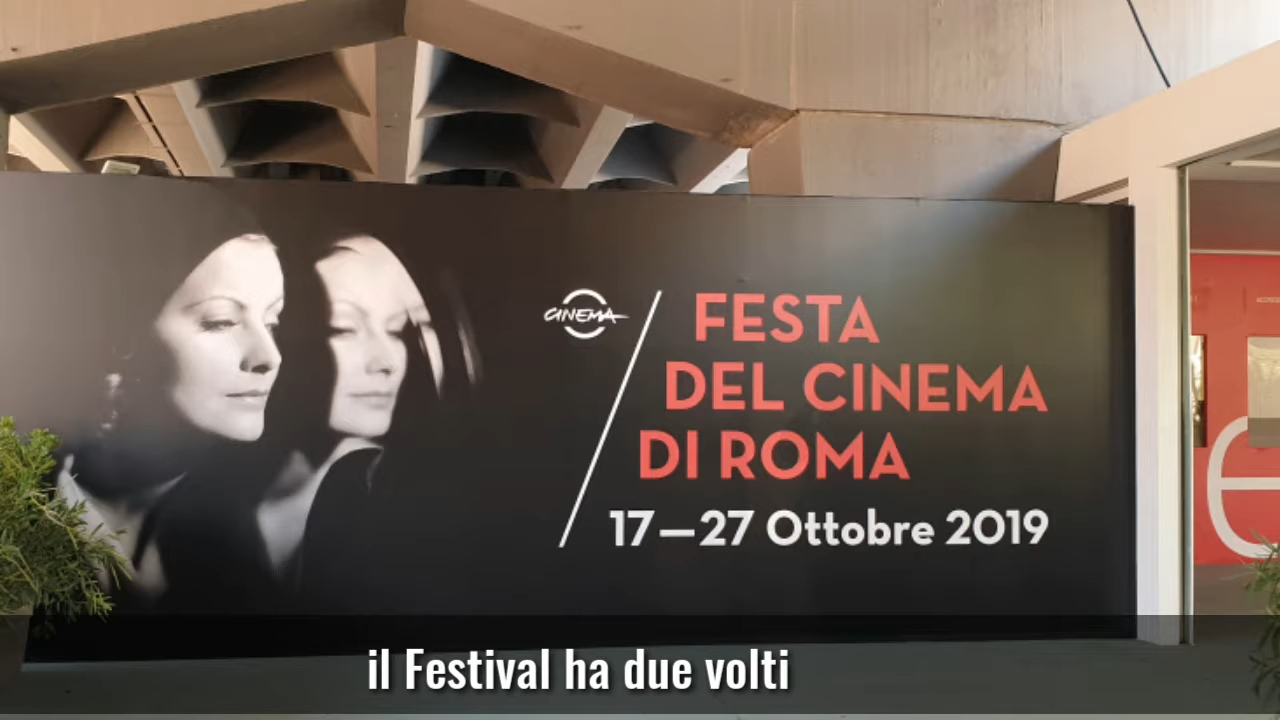 CINEMA
FESTA
DEL CINEMA
DI ROMA
17—27 Ottobre 2019
e
il Festival ha due volti